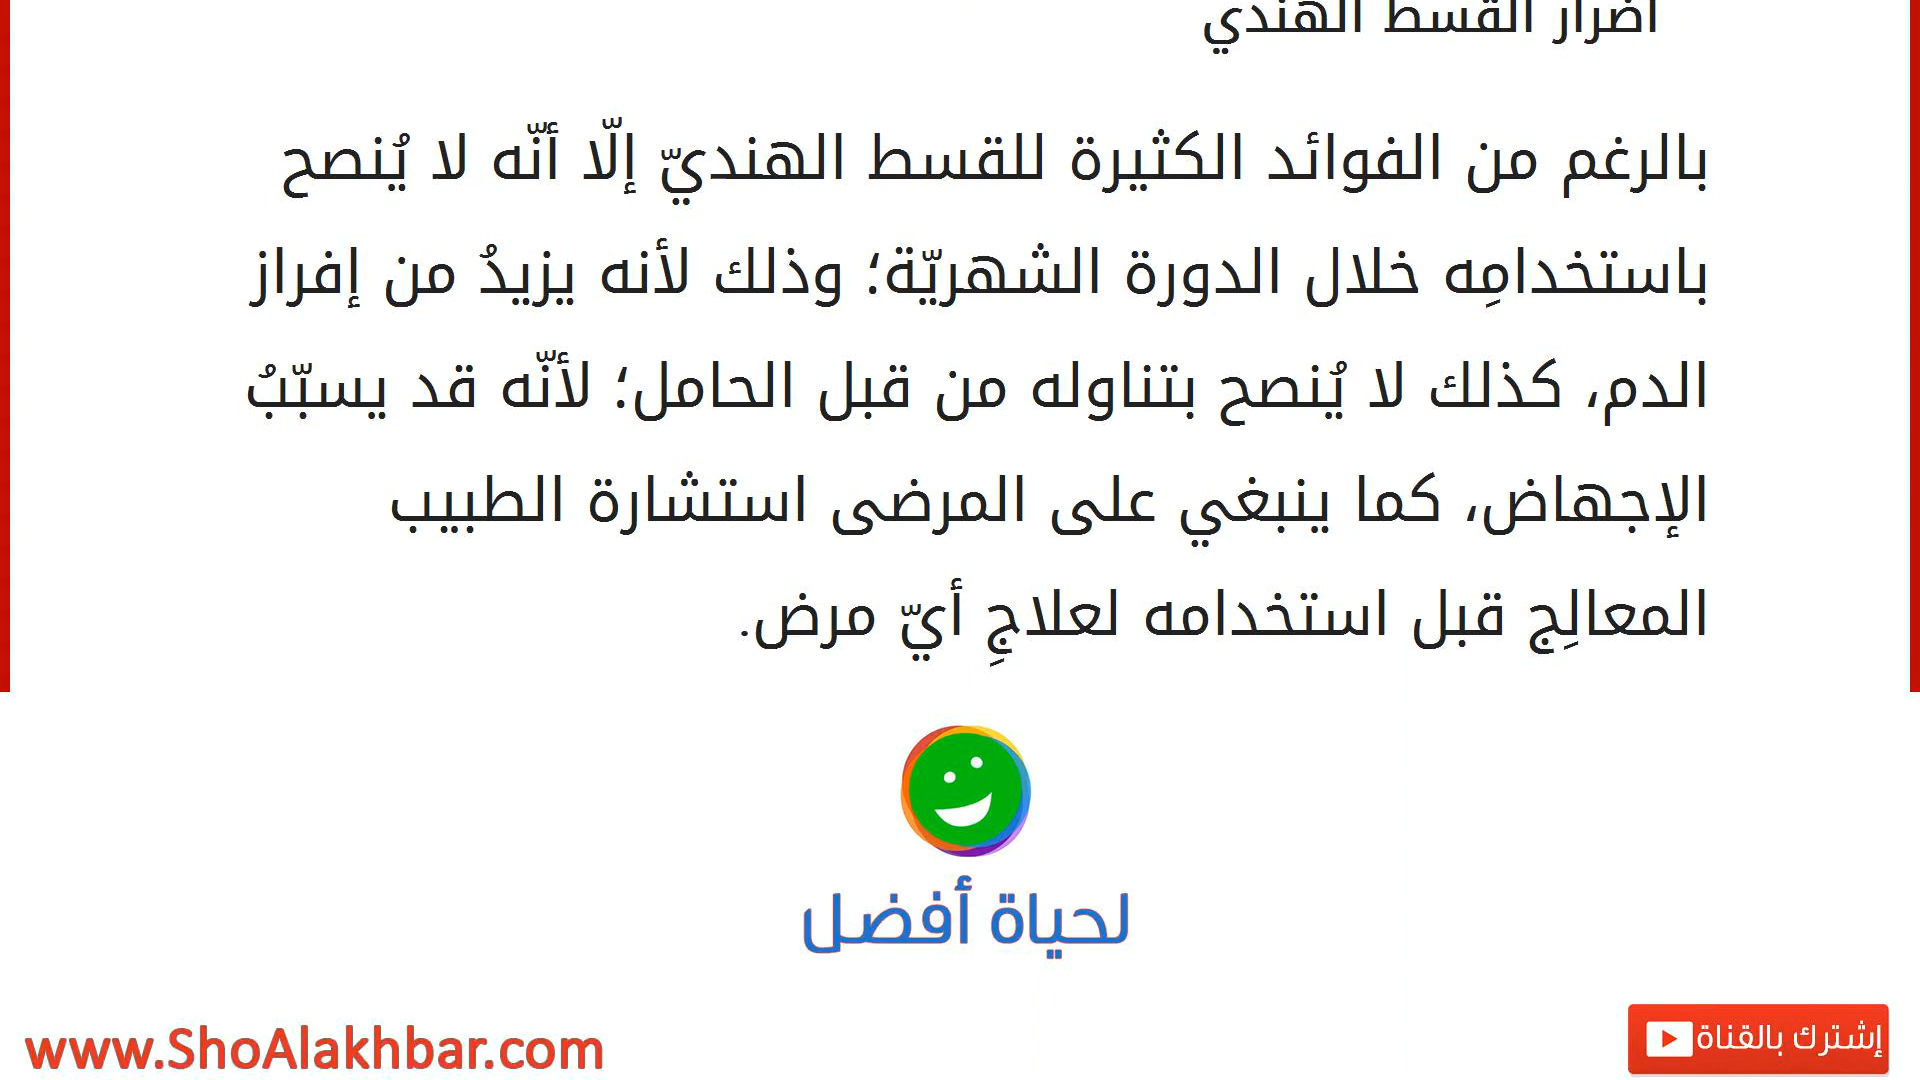 أضرار القسط الهندي
بالرغم من الفوائد الكثيرة للقسط الهنديّ إلّا أنّه لا يُنصح
باستخدامِه خلال الدورة الشهريّة؛ وذلك لأنه يزيدُ من إفراز
الدم، كذلك لا يُنصح بتناوله من قبل الحامل؛ لأنّه قد يسبّبُ
الإجهاض، كما ينبغي على المرضى استشارة الطبيب
المعالِج قبل استخدامه لعلاجِ أيّ مرض.
لحياة أفضل
www.ShoAlakhbar.com
إشترك بالقناة